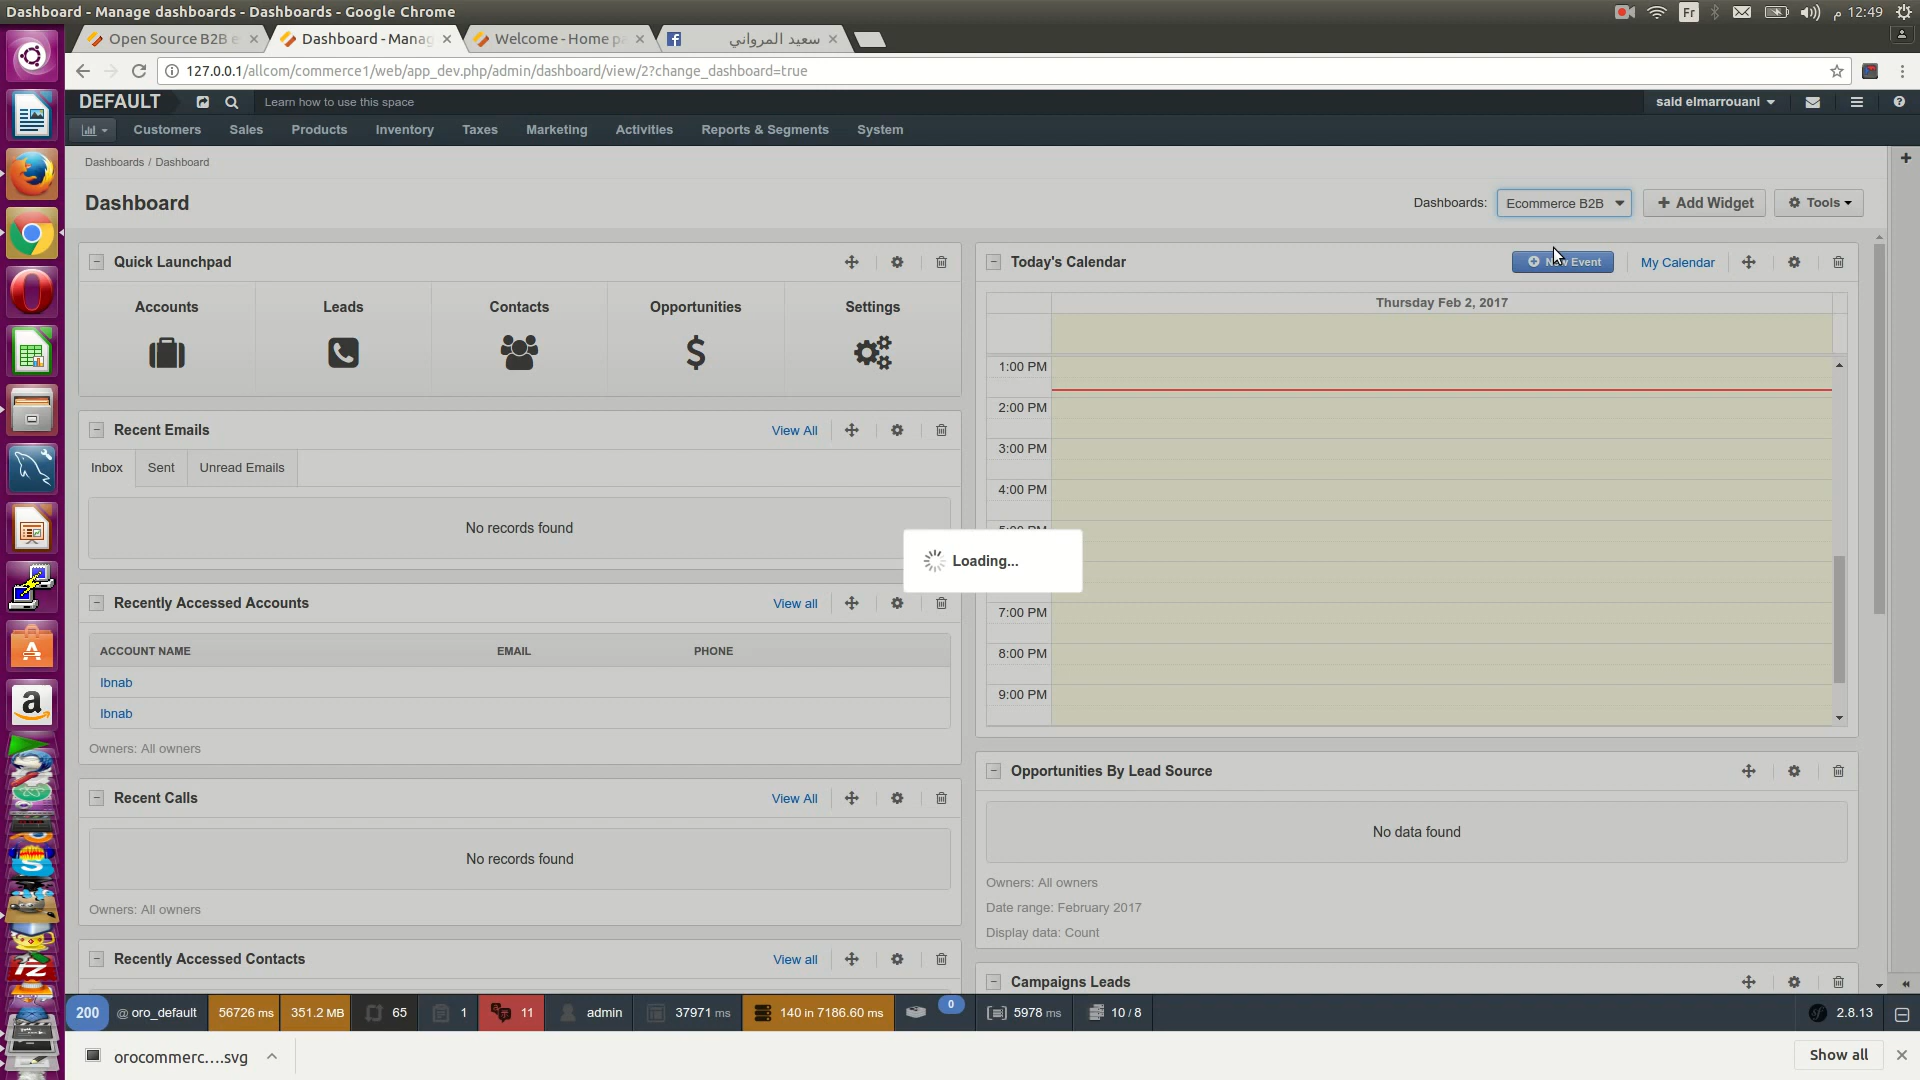 Dashboard - Manage dashboards - Dashboards - Google Chrome
Fr
م 12:49
Open Source B2B e
Dashboard - Manag
Welcome - Home pa
سعيد المرواني
127.0.0.1/allcom/commerce1/web/app_dev.php/admin/dashboard/view/2?change_dashboard=true
DEFAULT
Learn how to use this space
said elmarrouani
Customers
Sales
Products
Inventory
Taxes
Marketing
Activities
Reports & Segments
System
Dashboards / Dashboard
Dashboard
Dashboards:
Ecommerce B2B
Add Widget
Tools
Quick Launchpad
Accounts
Leads
Contacts
Opportunities
Settings
Today's Calendar
Event
My Calendar
Thursday Feb 2, 2017
1:00 PM
2:00 PM
3:00 PM
4:00 PM
7:00 PM
8:00 PM
9:00 PM
Recent Emails
View All
Inbox
Sent
Unread Emails
No records found
Loading...
Recently Accessed Accounts
View all
ACCOUNT NAME
EMAIL
PHONE
Ibnab
Ibnab
Owners: All owners
Recent Calls
View All
No records found
Owners: All owners
Recently Accessed Contacts
View all
Opportunities By Lead Source
No data found
Owners: All owners
Date range: February 2017
Display data: Count
Campaigns Leads
200
@ oro_default
56726 ms
351.2 MB
65
1
11
admin
37971 ms
140 in 7186.60 ms
0
5978 ms
10 / 8
2.8.13
orocommerc....svg
Show all